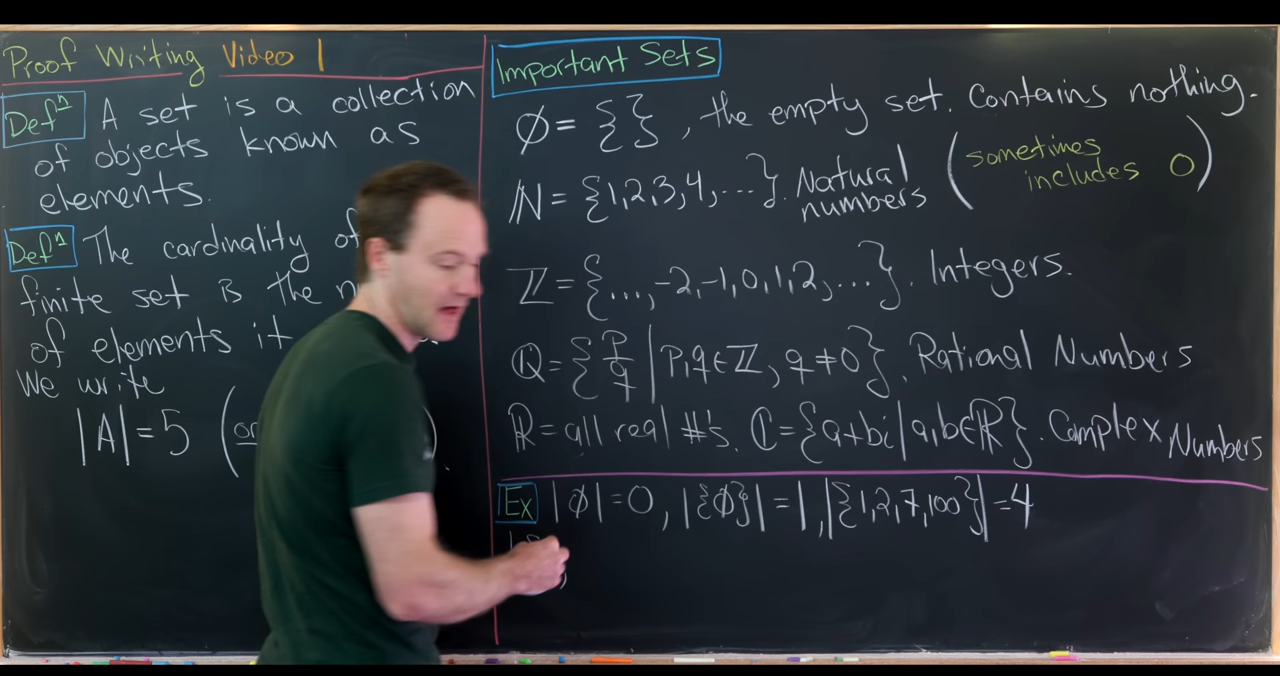 Proof Writing Video 1
Defⁿ A set is a collection
of objects known as
elements.
Defⁿ The cardinality of
finite set is the
of elements it
We write
|A|=5 (or
Important Sets
∅= { }, the empty set. Contains nothing.
ℕ = {1,2,3,4,...}. Natural numbers (sometimes includes 0)
ℤ = {...,-2,-1,0,1,2,...}. Integers.
ℚ = {p/q | p,q∈ℤ, q≠0}. Rational Numbers
ℝ = all real #'s. ℂ={a+bi | a,b∈ℝ}. Complex Numbers
Ex |∅|=0, |{∅}|=1, |{1,2,7,100}|=4